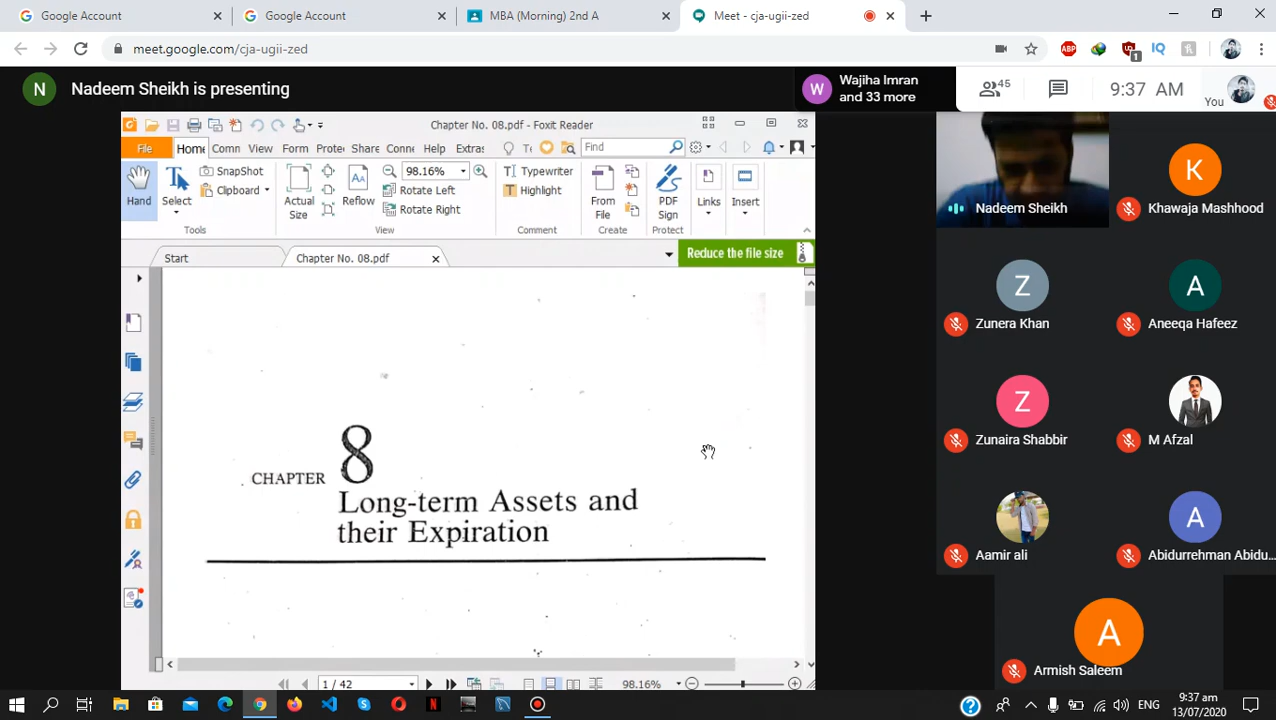 Google Account
Google Account
MBA (Morning) 2nd A
Meet - cja-ugii-zed
meet.google.com/cja-ugii-zed
ABP
1
IQ
N
Nadeem Sheikh is presenting
W
Wajiha Imran
and 33 more
45
9:37 AM
You
Chapter No. 08.pdf - Foxit Reader
File
Home
Comm
View
Form
Protec
Share
Conn
Help
Extras
Find
Hand
Select
SnapShot
Clipboard
Tools
Actual
Size
Reflow
98.16%
Rotate Left
Rotate Right
View
Typewriter
Highlight
Comment
From
File
Create
PDF
Sign
Protect
Links
Insert
Start
Chapter No. 08.pdf
Reduce the file size
CHAPTER 8
Long-term Assets and
their Expiration
1 / 42
98.16%
Nadeem Sheikh
K
Khawaja Mashhood
Z
Zunera Khan
A
Aneeqa Hafeez
Z
Zunaira Shabbir
M Afzal
Aamir ali
A
Abidurrehman Abidu...
A
Armish Saleem
9:37 am
13/07/2020